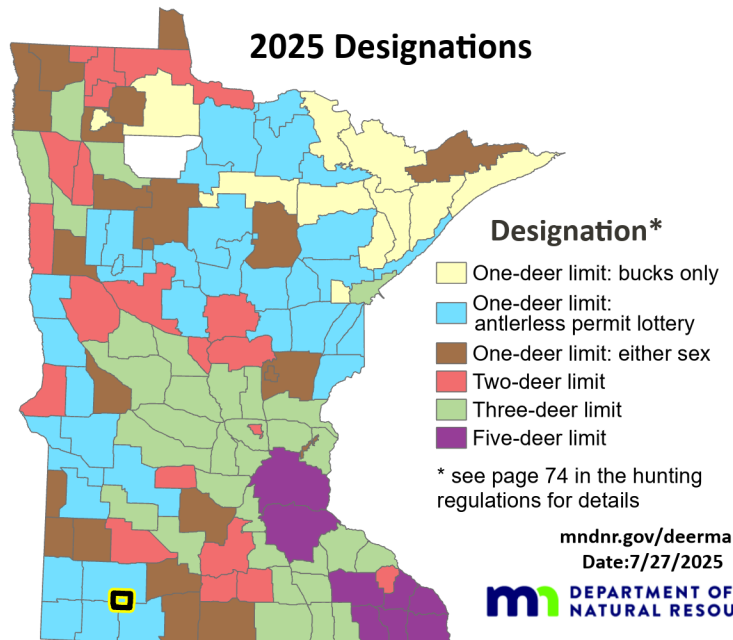 2025 Designations
Designation*
One-deer limit: bucks only
One-deer limit:
antlerless permit lottery
One-deer limit: either sex
Two-deer limit
Three-deer limit
Five-deer limit
* see page 74 in the hunting
regulations for details
mndnr.gov/deerma
Date:7/27/2025
mn DEPARTMENT OF
NATURAL RESOU